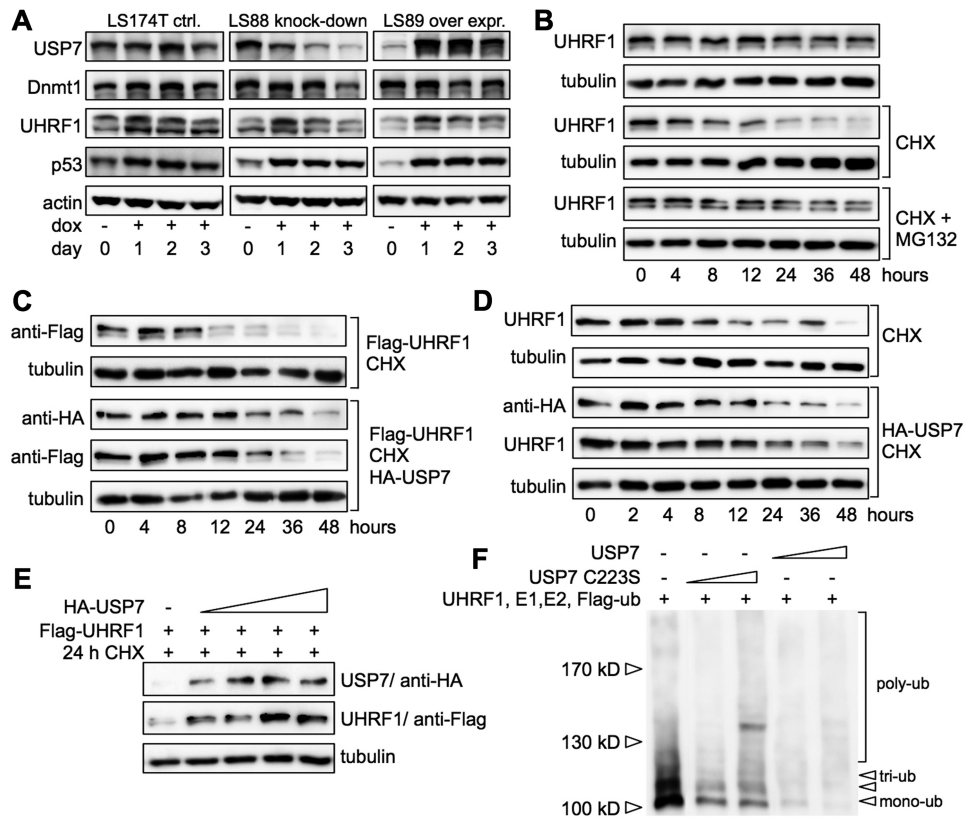 A
LS174T ctrl. LS88 knock-down LS89 over expr.
USP7
Dnmt1
UHRF1
p53
actin
dox - + + + - + + + - + + +
day 0 1 2 3 0 1 2 3 0 1 2 3
B
UHRF1
tubulin
UHRF1
tubulin
CHX
UHRF1
tubulin
CHX +
MG132
0 4 8 12 24 36 48 hours
C
anti-Flag
tubulin
Flag-UHRF1
CHX
anti-HA
anti-Flag
tubulin
Flag-UHRF1
CHX
HA-USP7
0 4 8 12 24 36 48 hours
D
UHRF1
tubulin
CHX
anti-HA
UHRF1
tubulin
HA-USP7
CHX
0 2 4 8 12 24 36 48 hours
E
HA-USP7 -
Flag-UHRF1 + + + + +
24 h CHX + + + + +
USP7/ anti-HA
UHRF1/ anti-Flag
tubulin
F
USP7 - - -
USP7 C223S - - -
UHRF1, E1,E2, Flag-ub + + + + +
170 kD
130 kD
100 kD
poly-ub
tri-ub
mono-ub